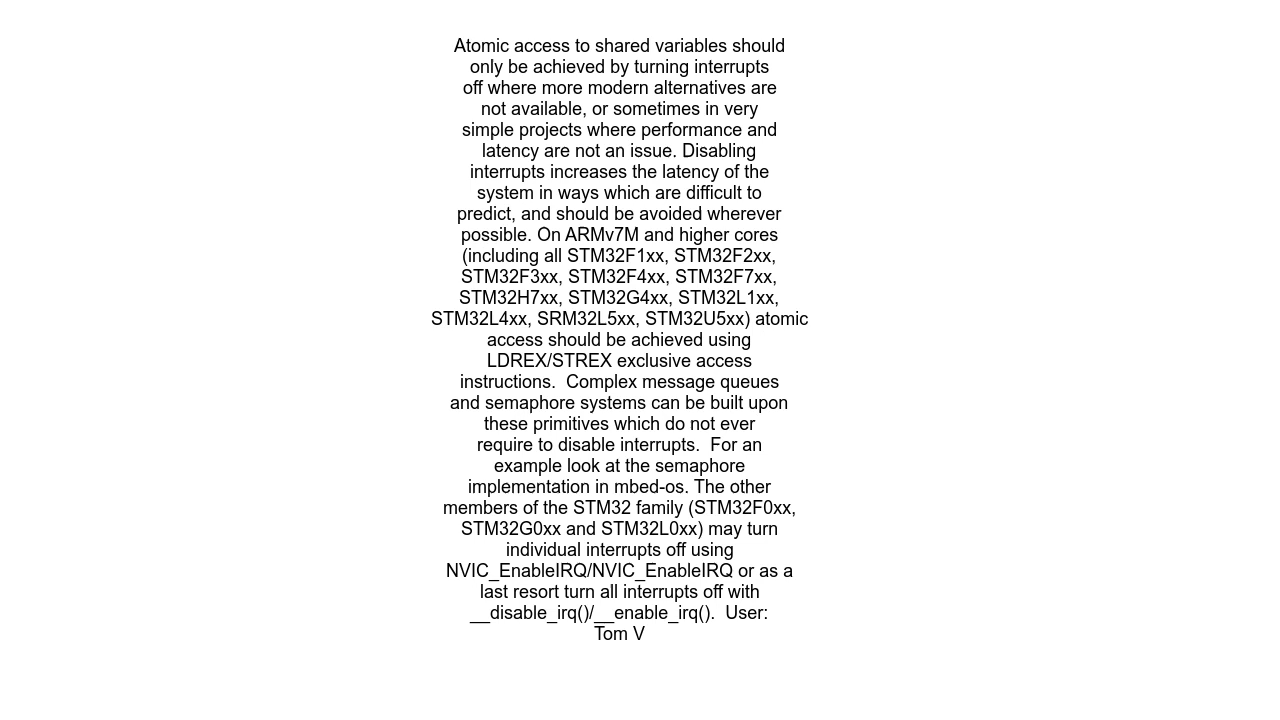 Atomic access to shared variables should
only be achieved by turning interrupts
off where more modern alternatives are
not available, or sometimes in very
simple projects where performance and
latency are not an issue. Disabling
interrupts increases the latency of the
system in ways which are difficult to
predict, and should be avoided wherever
possible. On ARMv7M and higher cores
(including all STM32F1xx, STM32F2xx,
STM32F3xx, STM32F4xx, STM32F7xx,
STM32H7xx, STM32G4xx, STM32L1xx,
STM32L4xx, SRM32L5xx, STM32U5xx) atomic
access should be achieved using
LDREX/STREX exclusive access
instructions.  Complex message queues
and semaphore systems can be built upon
these primitives which do not ever
require to disable interrupts.  For an
example look at the semaphore
implementation in mbed-os. The other
members of the STM32 family (STM32F0xx,
STM32G0xx and STM32L0xx) may turn
individual interrupts off using
NVIC_EnableIRQ/NVIC_EnableIRQ or as a
last resort turn all interrupts off with
__disable_irq()/__enable_irq().  User:
Tom V